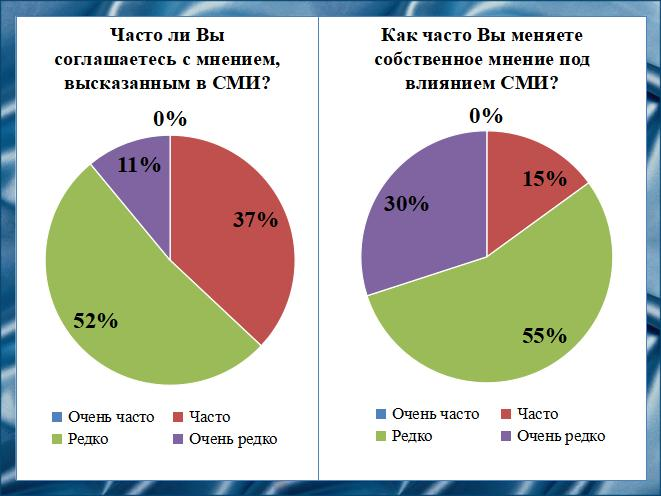 Часто ли Вы
соглашаетесь с мнением,
высказанным в СМИ?
0%
11%
37%
52%
Очень часто
Часто
Редко
Очень редко
Как часто Вы меняете
собственное мнение под
влиянием СМИ?
0%
15%
30%
55%
Очень часто
Часто
Редко
Очень редко